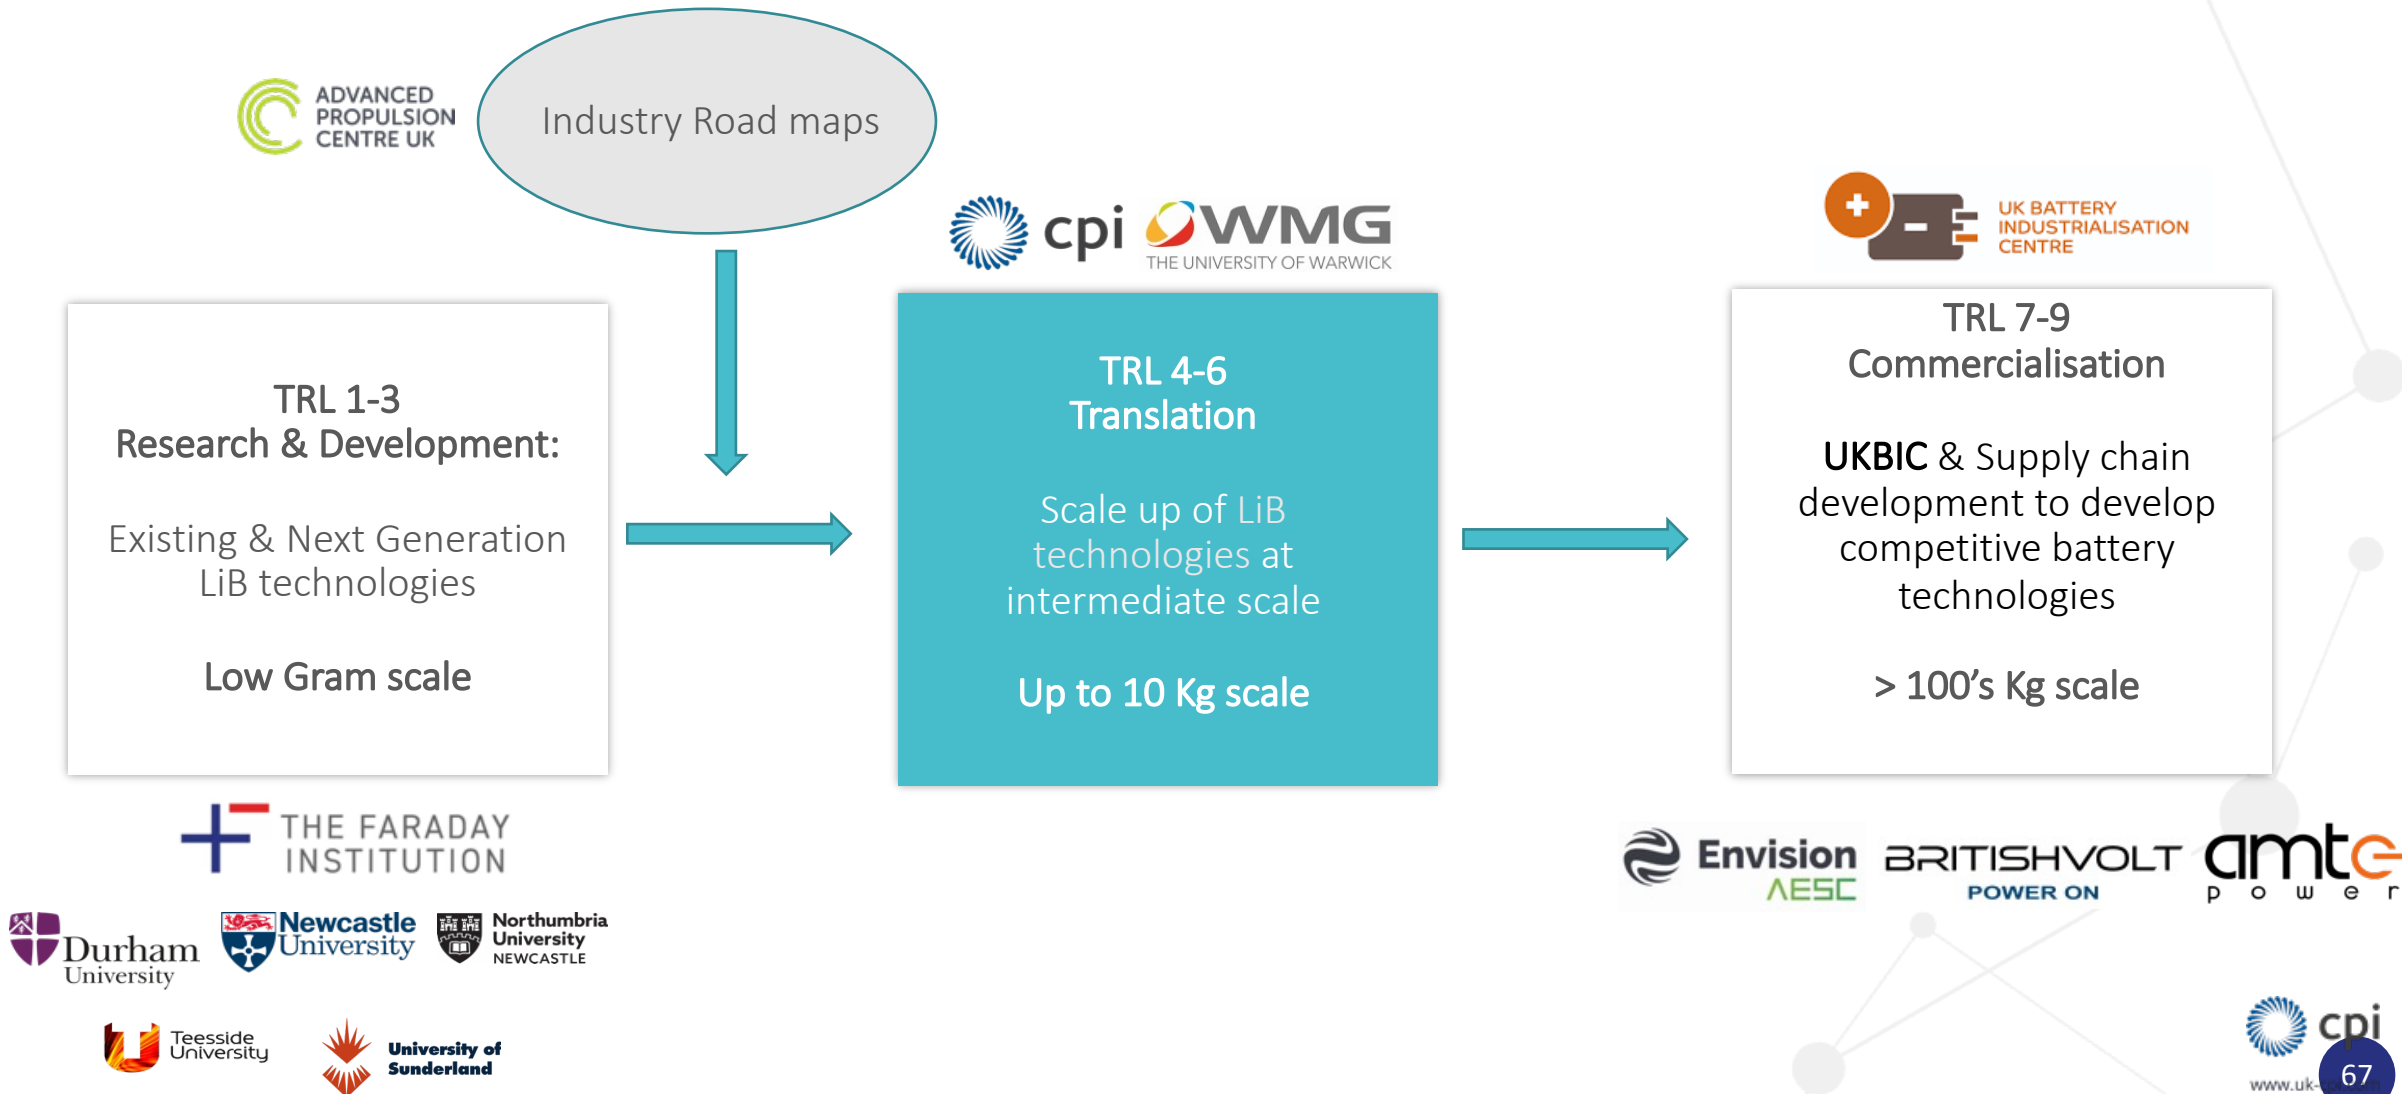 ADVANCED
PROPULSION
CENTRE UK
Industry Road maps
cpi
WMG
THE UNIVERSITY OF WARWICK
UK BATTERY
INDUSTRIALISATION
CENTRE
TRL 1-3
Research & Development:
Existing & Next Generation
LiB technologies
Low Gram scale
TRL 4-6
Translation
Scale up of LiB
technologies at
intermediate scale
Up to 10 Kg scale
TRL 7-9
Commercialisation
UKBIC & Supply chain
development to develop
competitive battery
technologies
> 100’s Kg scale
THE FARADAY
INSTITUTION
Durham
University
Newcastle
University
Northumbria
University
NEWCASTLE
Teesside
University
University of
Sunderland
Envision
AESC
BRITISHVOLT
POWER ON
amte
power
cpi
67